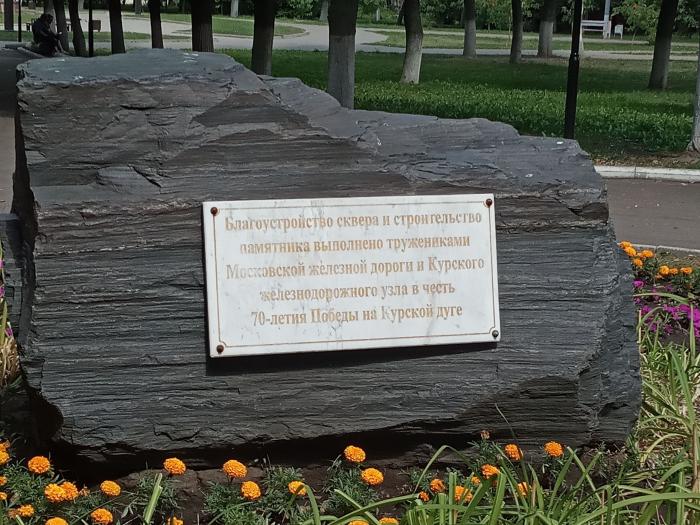 Благоустройство сквера и строительство
памятника выполнено тружениками
Московской железной дороги и Курского
железнодорожного узла в честь
70-летия Победы на Курской дуге